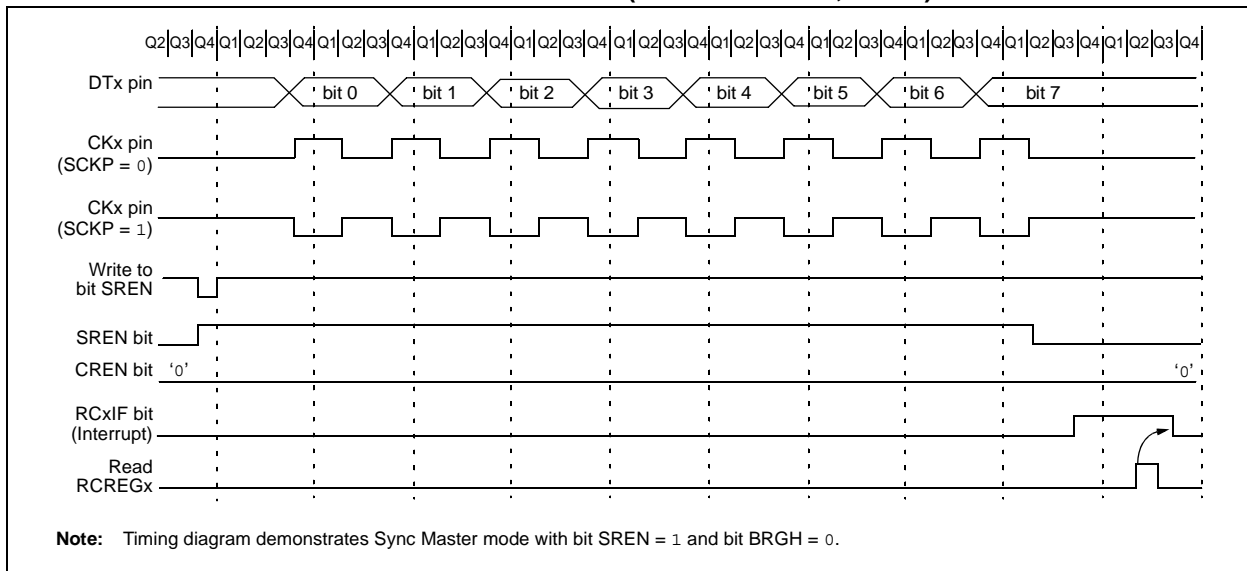 Q2 Q3 Q4 Q1 Q2 Q3 Q4 Q1 Q2 Q3 Q4 Q1 Q2 Q3 Q4 Q1 Q2 Q3 Q4 Q1 Q2 Q3 Q4 Q1 Q2 Q3 Q4 Q1 Q2 Q3 Q4 Q1 Q2 Q3 Q4 Q1 Q2 Q3 Q4 Q1 Q2 Q3 Q4
DTx pin bit 0 bit 1 bit 2 bit 3 bit 4 bit 5 bit 6 bit 7
CKx pin
(SCKP = 0)
CKx pin
(SCKP = 1)
Write to
bit SREN
SREN bit
CREN bit ‘0’ ‘0’
RCxIF bit
(Interrupt)
Read
RCREGx
Note: Timing diagram demonstrates Sync Master mode with bit SREN = 1 and bit BRGH = 0.